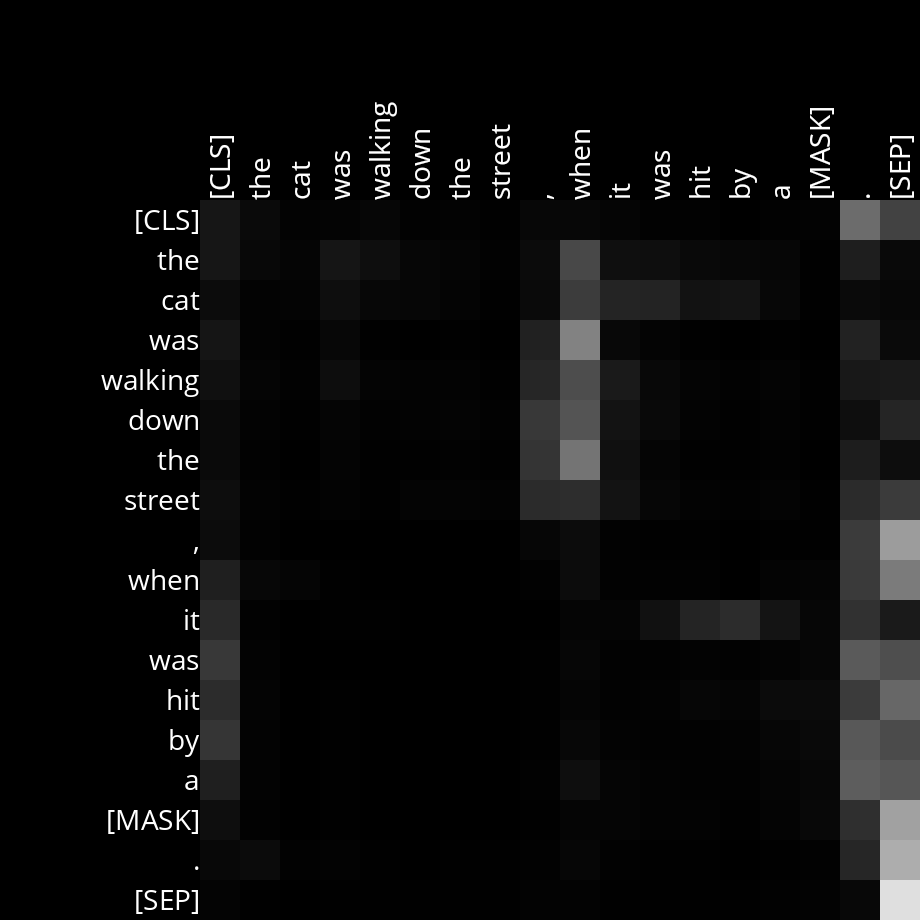 [CLS] the cat was walking down the street , when it was hit by a [MASK] . [SEP]
[CLS]
the
cat
was
walking
down
the
street
,
when
it
was
hit
by
a
[MASK]
.
[SEP]